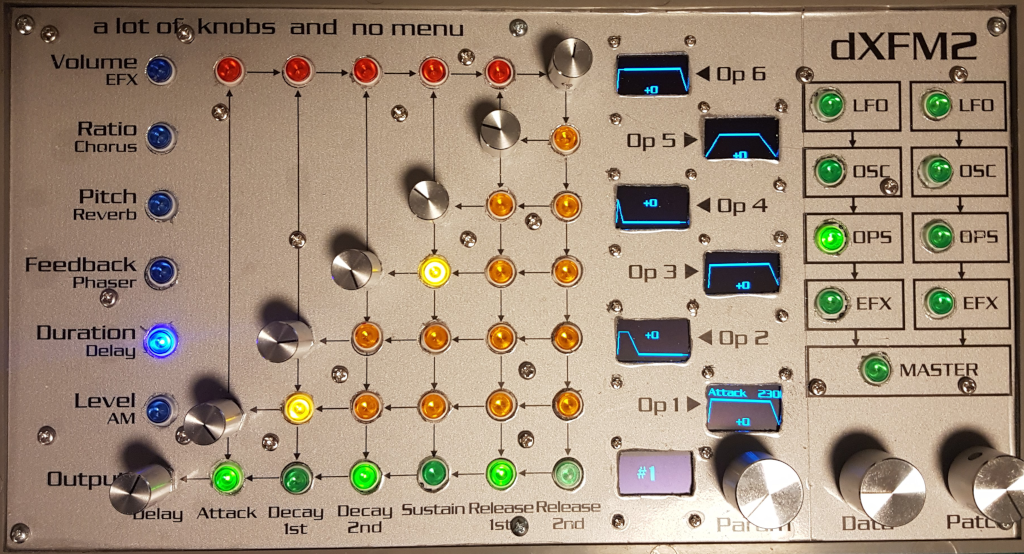 a lot of knobs and no menu
dXFM2
Volume
EFX
Ratio
Chorus
Pitch
Reverb
Feedback
Phaser
Duration
Delay
Level
AM
Output
+0
Op 6
Op 5
+0
+0
Op 4
Op 3
+0
+0
Op 2
Op 1
Attack 230
+0
#1
LFO
LFO
OSC
OSC
OPS
OPS
EFX
EFX
MASTER
Delay
Attack
Decay
1st
Decay
2nd
Sustain
Release
1st
Release
2nd
Param
Data
Patch